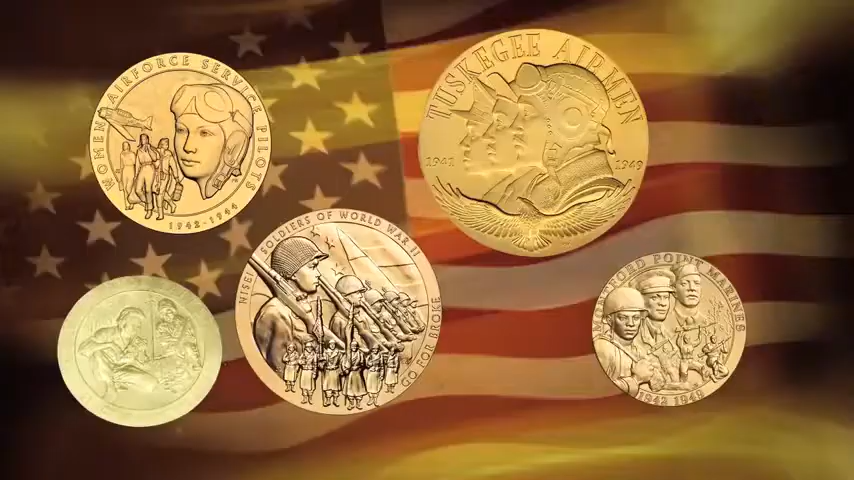 WOMEN AIRFORCE SERVICE PILOTS
1942-1944
TUSKEGEE AIRMEN
1941 1949
NISEI SOLDIERS OF WORLD WAR II
GO FOR BROKE
MONTFORD POINT MARINES
1942 1949